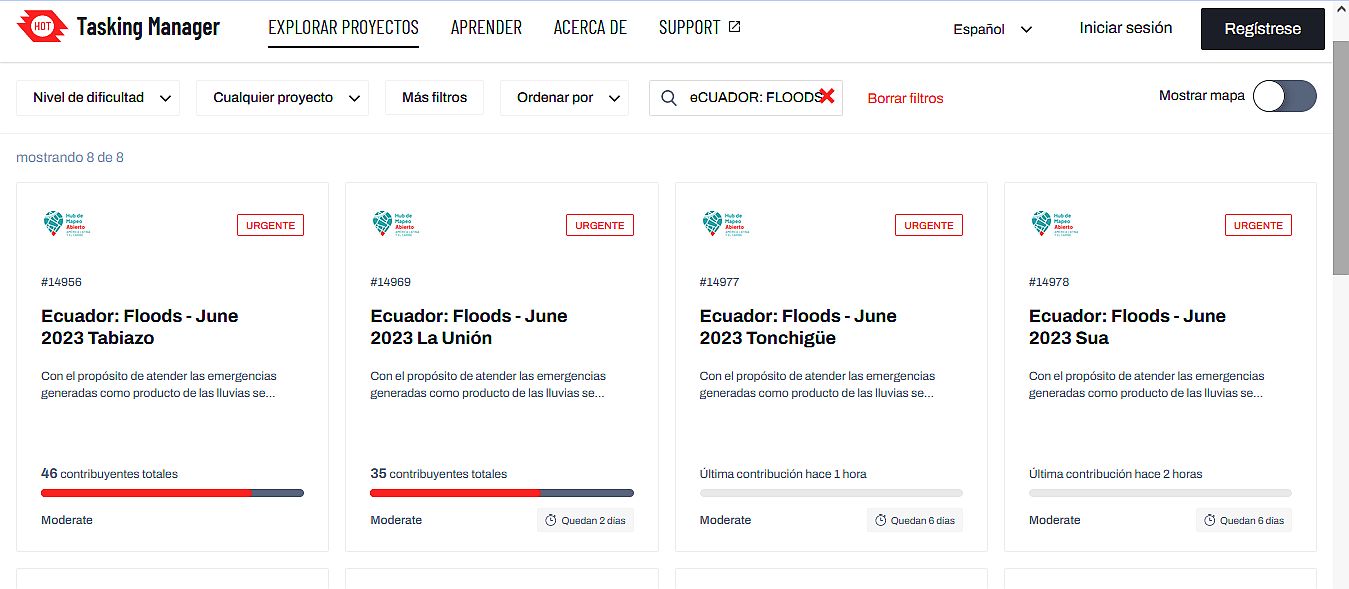 HOT Tasking Manager EXPLORAR PROYECTOS APRENDER ACERCA DE SUPPORT Español Iniciar sesión Regístrese
Nivel de dificultad Cualquier proyecto Más filtros Ordenar por eCUADOR: FLOODS Borrar filtros Mostrar mapa
mostrando 8 de 8
Hub de
Mapeo
Abierto
URGENTE
#14956
Ecuador: Floods - June
2023 Tabiazo
Con el propósito de atender las emergencias
generadas como producto de las lluvias se...
46 contribuyentes totales
Moderate
Hub de
Mapeo
Abierto
URGENTE
#14969
Ecuador: Floods - June
2023 La Unión
Con el propósito de atender las emergencias
generadas como producto de las lluvias se...
35 contribuyentes totales
Moderate Quedan 2 días
Hub de
Mapeo
Abierto
URGENTE
#14977
Ecuador: Floods - June
2023 Tonchigüe
Con el propósito de atender las emergencias
generadas como producto de las lluvias se...
Última contribución hace 1 hora
Moderate Quedan 6 días
Hub de
Mapeo
Abierto
URGENTE
#14978
Ecuador: Floods - June
2023 Sua
Con el propósito de atender las emergencias
generadas como producto de las lluvias se...
Última contribución hace 2 horas
Moderate Quedan 6 días